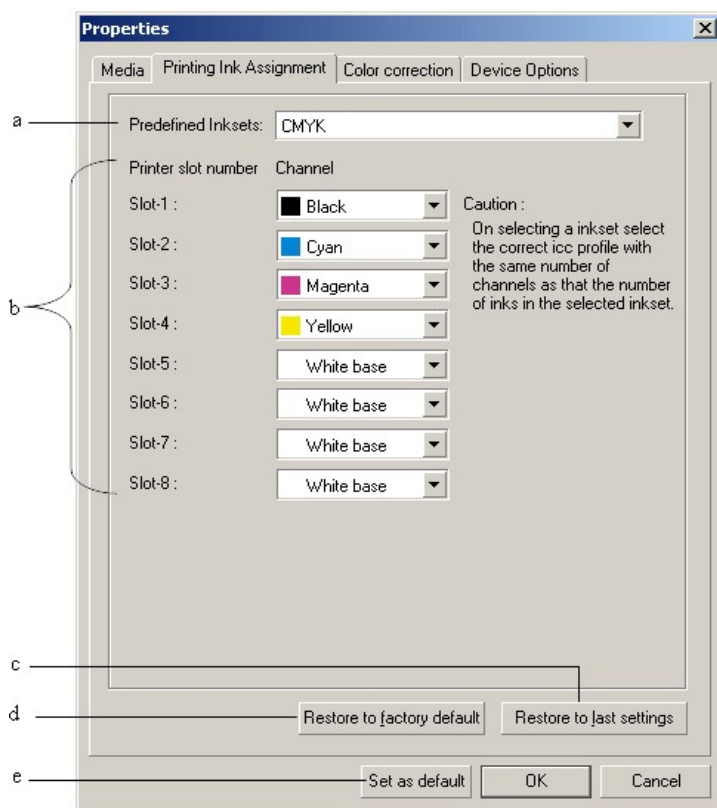 Properties
Media Printing Ink Assignment Color correction Device Options
a Predefined Inksets: CMYK
Printer slot number Channel
Slot-1 : Black Caution :
On selecting a inkset select
Slot-2 : Cyan the correct icc profile with
the same number of
Slot-3 : Magenta channels as that the number
b of inks in the selected inkset.
Slot-4 : Yellow
Slot-5 : White base
Slot-6 : White base
Slot-7 : White base
Slot-8 : White base
c
d Restore to factory default Restore to last settings
e Set as default OK Cancel